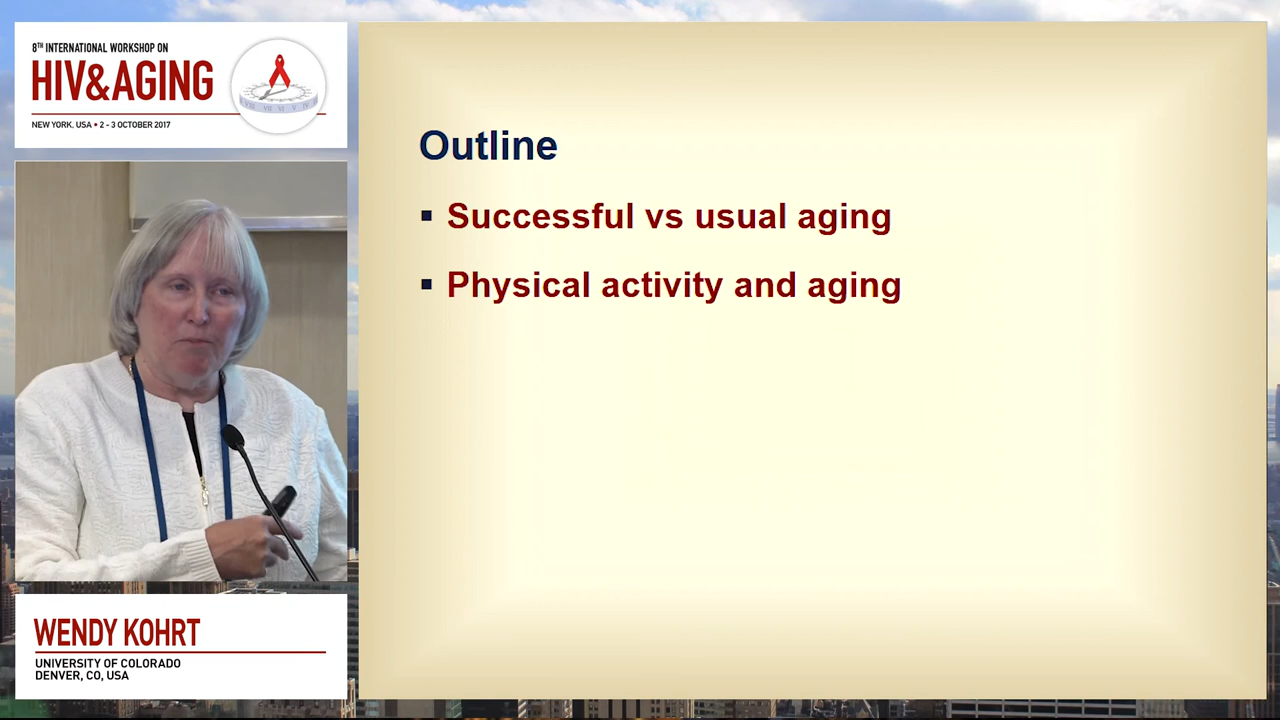 8TH INTERNATIONAL WORKSHOP ON
HIV&AGING
NEW YORK, USA • 2 - 3 OCTOBER 2017
Outline
▪ Successful vs usual aging
▪ Physical activity and aging
WENDY KOHRT
UNIVERSITY OF COLORADO
DENVER, CO, USA